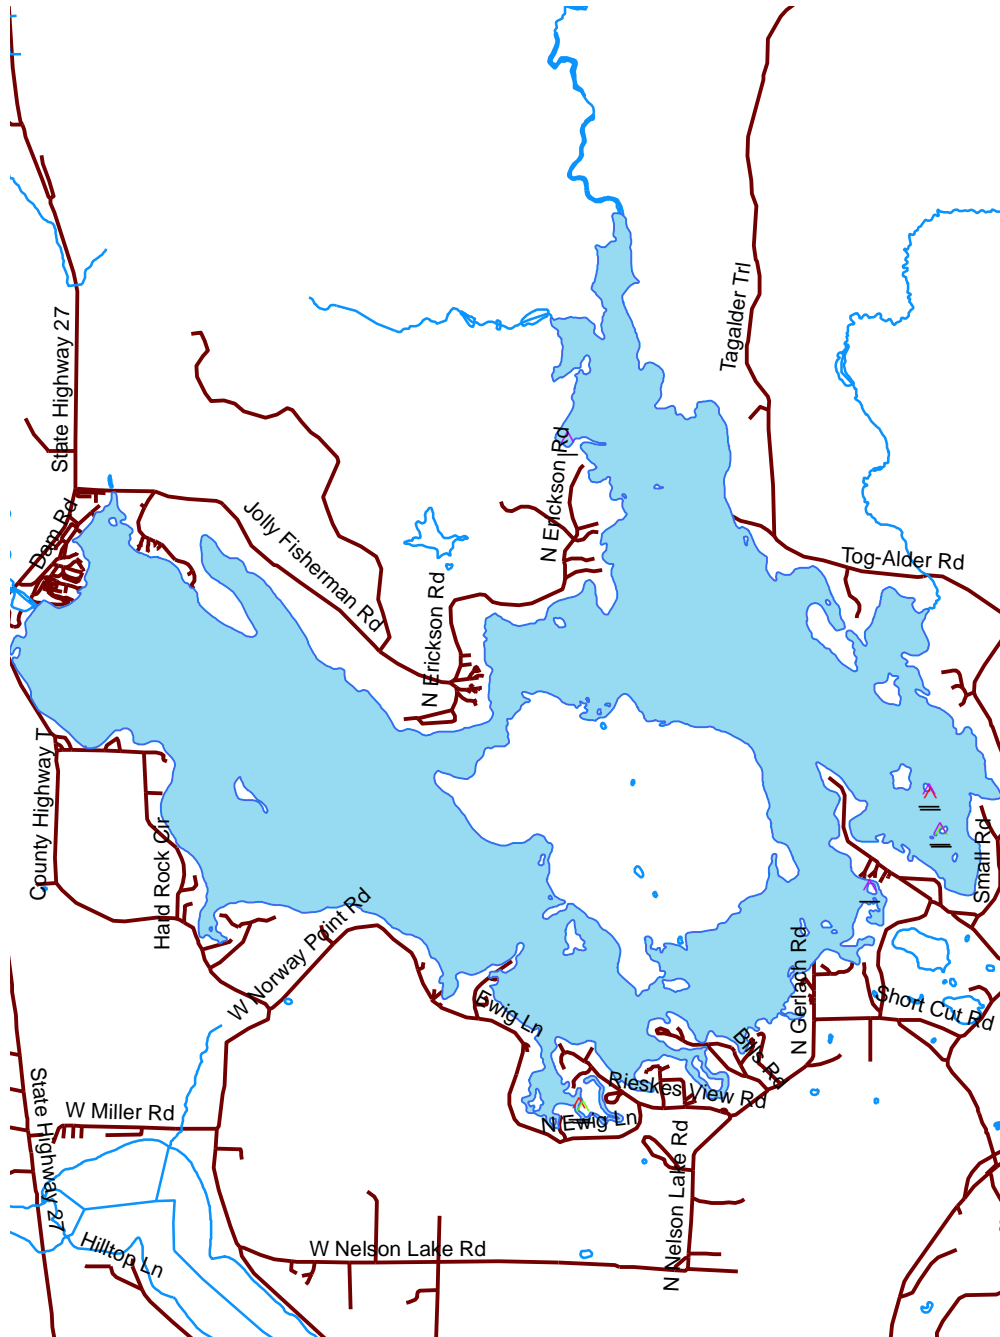 Tagalder Trl
State Highway 27
N Erickson Rd
Dam Rd
Jolly Fisherman Rd
Tog-Alder Rd
N Erickson Rd
County Highway T
Hard Rock Cir
Small Rd
W Norway Point Rd
N Gerlach Rd
Ewig Ln
Short Cut Rd
Bills Rd
Rieskes View Rd
State Highway 27
W Miller Rd
N Ewig Ln
N Nelson Lake Rd
Hilltop Ln
W Nelson Lake Rd